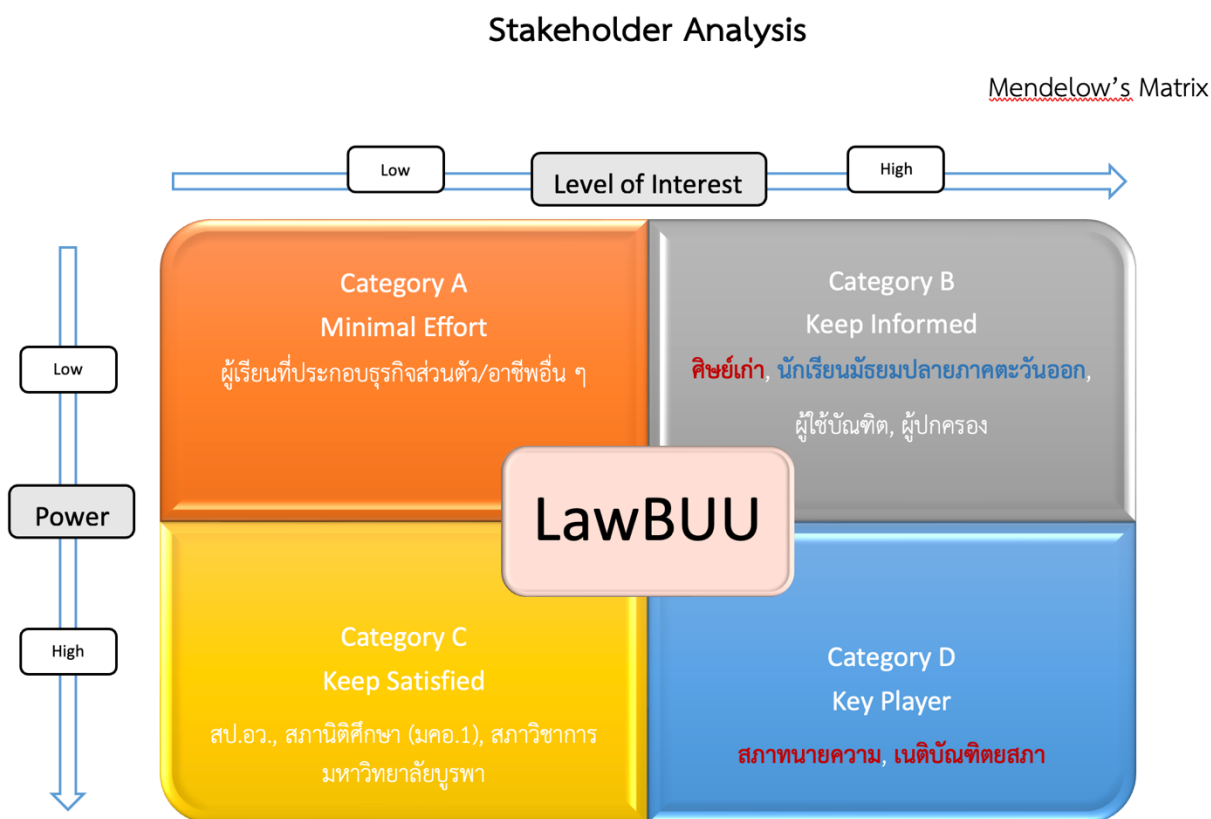 Stakeholder Analysis
Mendelow's Matrix
Low
Level of Interest
High
Category A
Minimal Effort
ผู้เรียนที่ประกอบธุรกิจส่วนตัว/อาชีพอื่น ๆ
Category B
Keep Informed
ศิษย์เก่า, นักเรียนมัธยมปลายภาคตะวันออก,
ผู้ใช้บัณฑิต, ผู้ปกครอง
Low
Power
High
LawBUU
Category C
Keep Satisfied
สป.อว., สภานิติศึกษา (มคอ.1), สภาวิชาการ
มหาวิทยาลัยบูรพา
Category D
Key Player
สภาทนายความ, เนติบัณฑิตยสภา